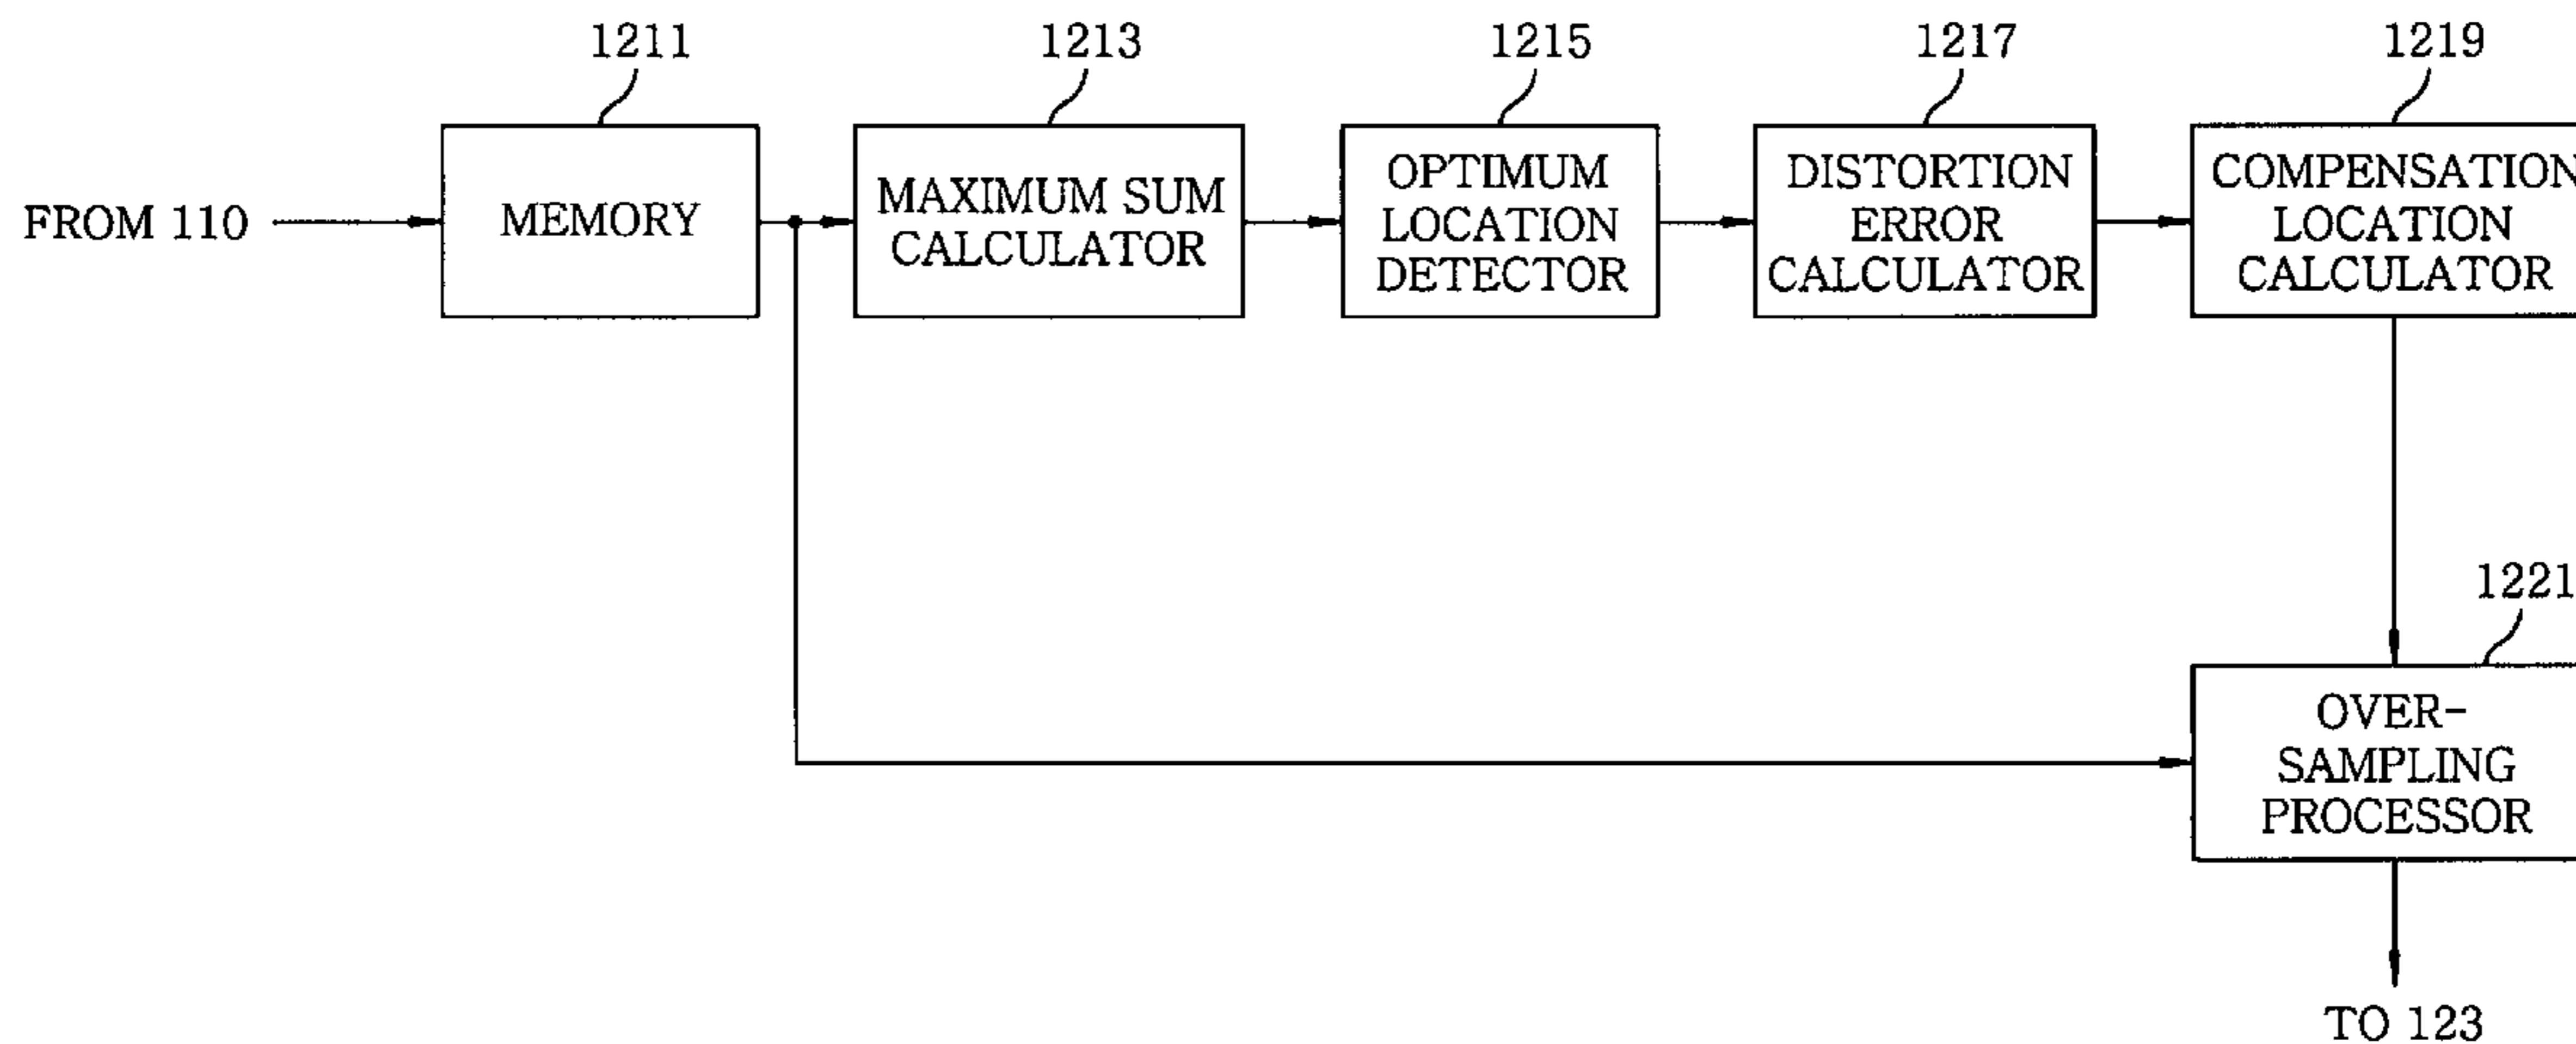 1211
1213
1215
1217
1219
FROM 110
MEMORY
MAXIMUM SUM
CALCULATOR
OPTIMUM
LOCATION
DETECTOR
DISTORTION
ERROR
CALCULATOR
COMPENSATION
LOCATION
CALCULATOR
1221
OVER-
SAMPLING
PROCESSOR
TO 123